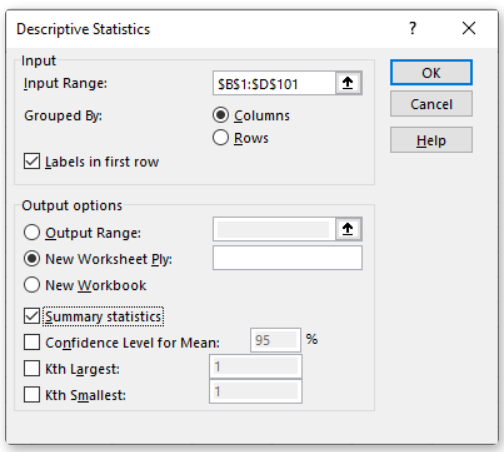 Descriptive Statistics ? ×
Input
Input Range: $B$1:$D$101
OK
Grouped By: Columns
Cancel
Rows
Help
Labels in first row
Output options
Output Range:
New Worksheet Ply:
New Workbook
Summary statistics
Confidence Level for Mean: 95 %
Kth Largest: 1
Kth Smallest: 1